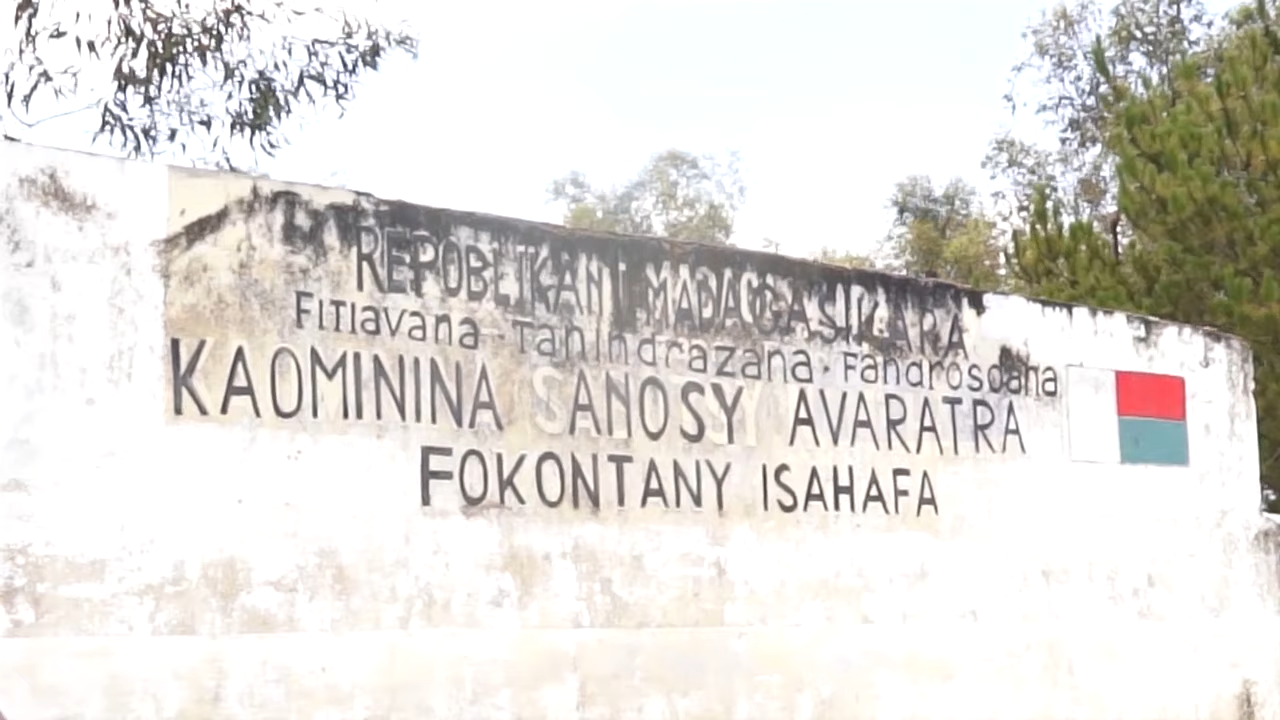 REPOBLIKAN'I MADAGASIKARA
Fitiavana - Tanindrazana - Fandrosoana
KAOMININA SANOSY AVARATRA
FOKONTANY ISAHAFA